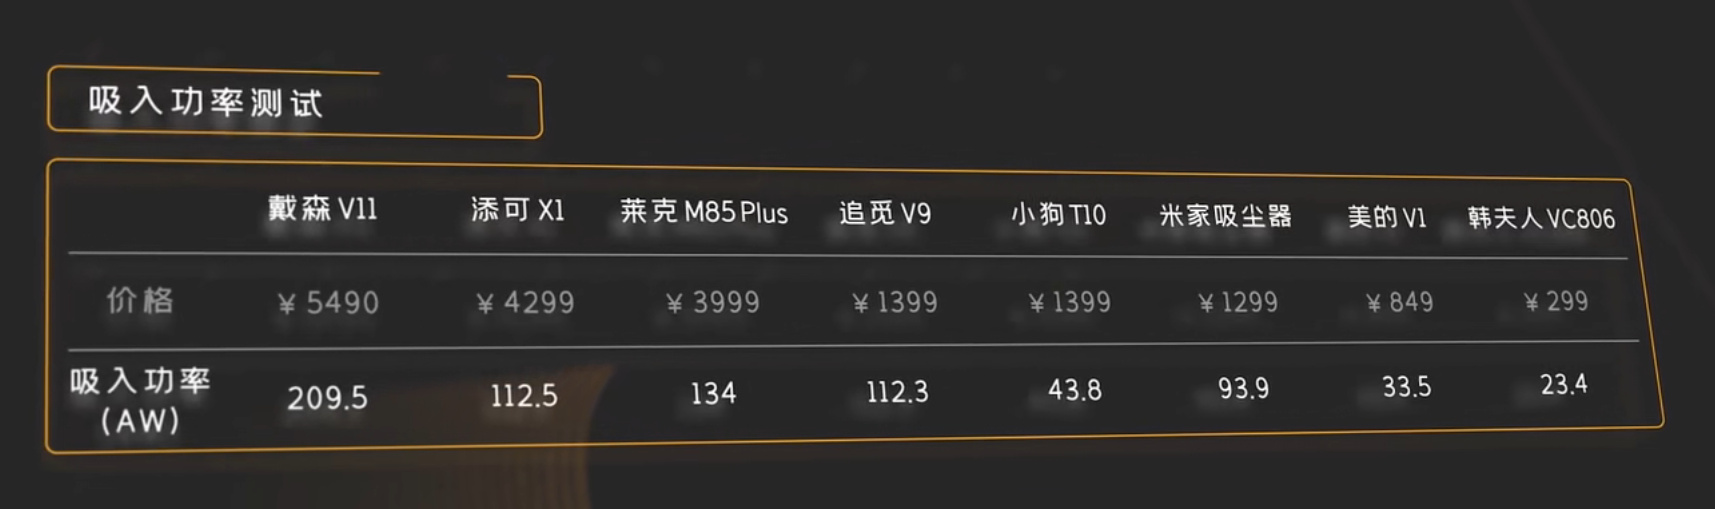 吸入功率测试
戴森 V11 添可 X1 莱克 M85 Plus 追觅 V9 小狗 T10 米家吸尘器 美的 V1 韩夫人 VC806
价格 ¥ 5490 ¥ 4299 ¥ 3999 ¥ 1399 ¥ 1399 ¥ 1299 ¥ 849 ¥ 299
吸入功率 209.5 112.5 134 112.3 43.8 93.9 33.5 23.4
(AW)